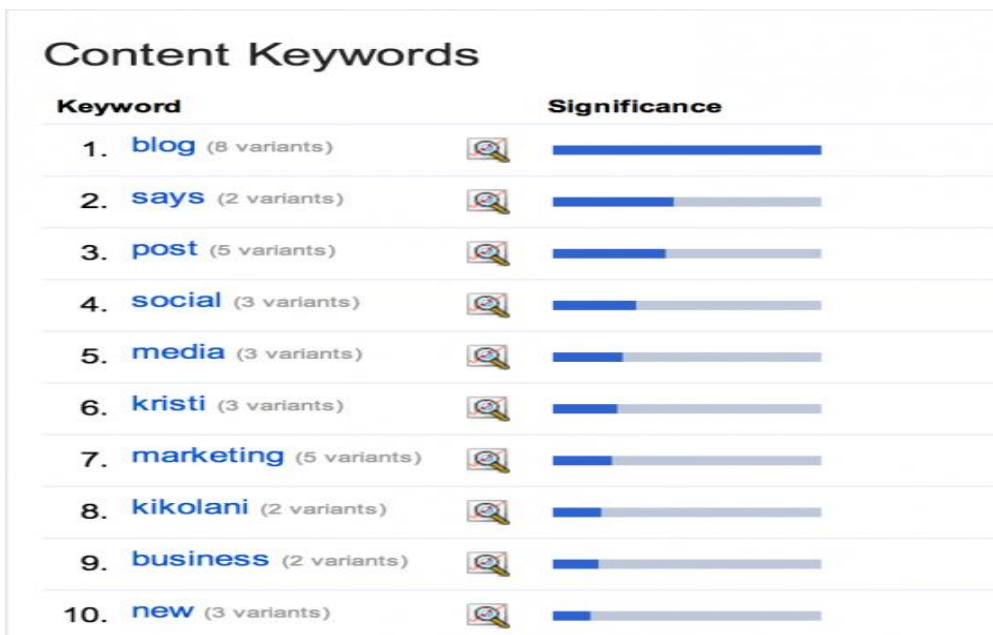 Content Keywords
Keyword Significance
1. blog (8 variants)
2. says (2 variants)
3. post (5 variants)
4. social (3 variants)
5. media (3 variants)
6. kristi (3 variants)
7. marketing (5 variants)
8. kikolani (2 variants)
9. business (2 variants)
10. new (3 variants)